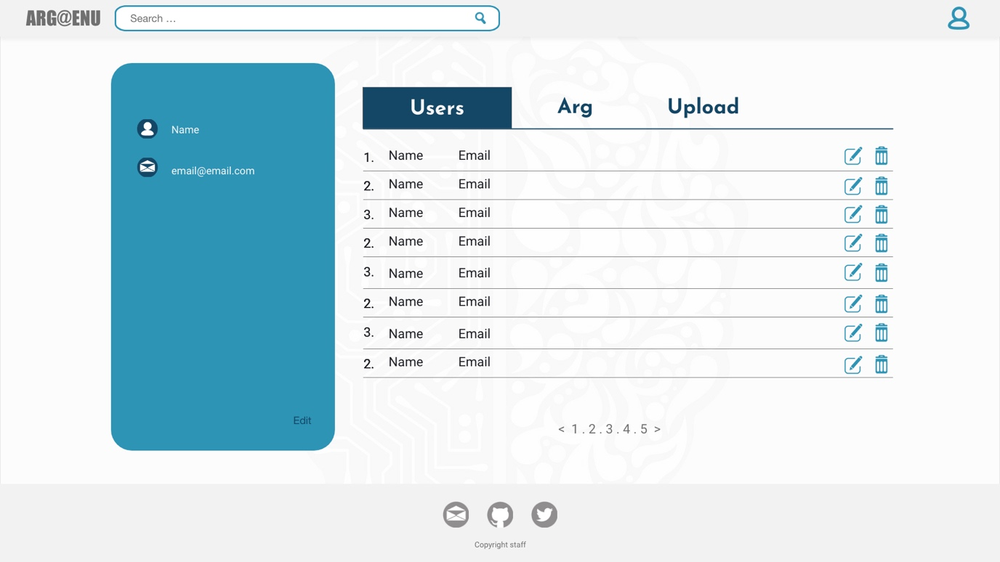 ARG@ENU Search ...
Users Arg Upload
Name
email@email.com
1. Name Email
2. Name Email
3. Name Email
2. Name Email
3. Name Email
2. Name Email
3. Name Email
2. Name Email
Edit
< 1 . 2 . 3 . 4 . 5 >
Copyright staff